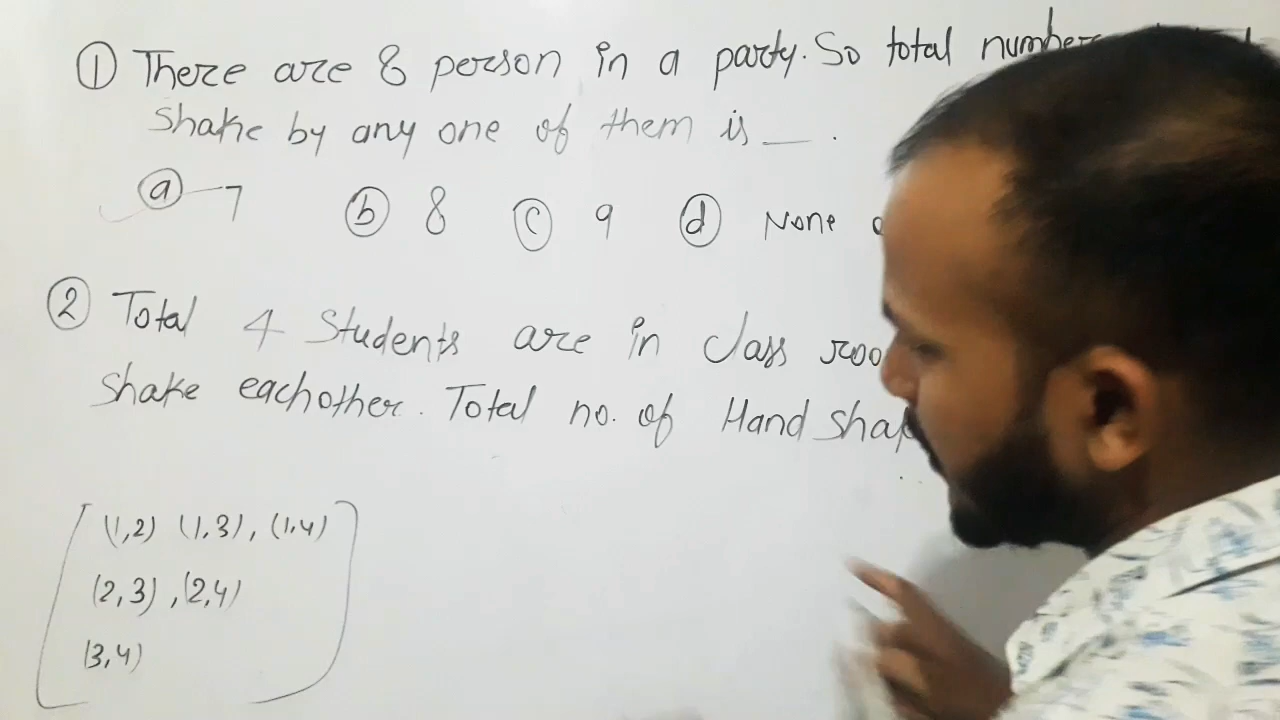 ① There are 8 person in a party. So total number
Shake by any one of them is __ .
ⓐ 7 ⓑ 8 ⓒ 9 ⓓ None
② Total 4 Students are in class
Shake eachother. Total no. of Hand
(1,2) (1,3), (1,4)
(2,3), (2,4)
(3,4)